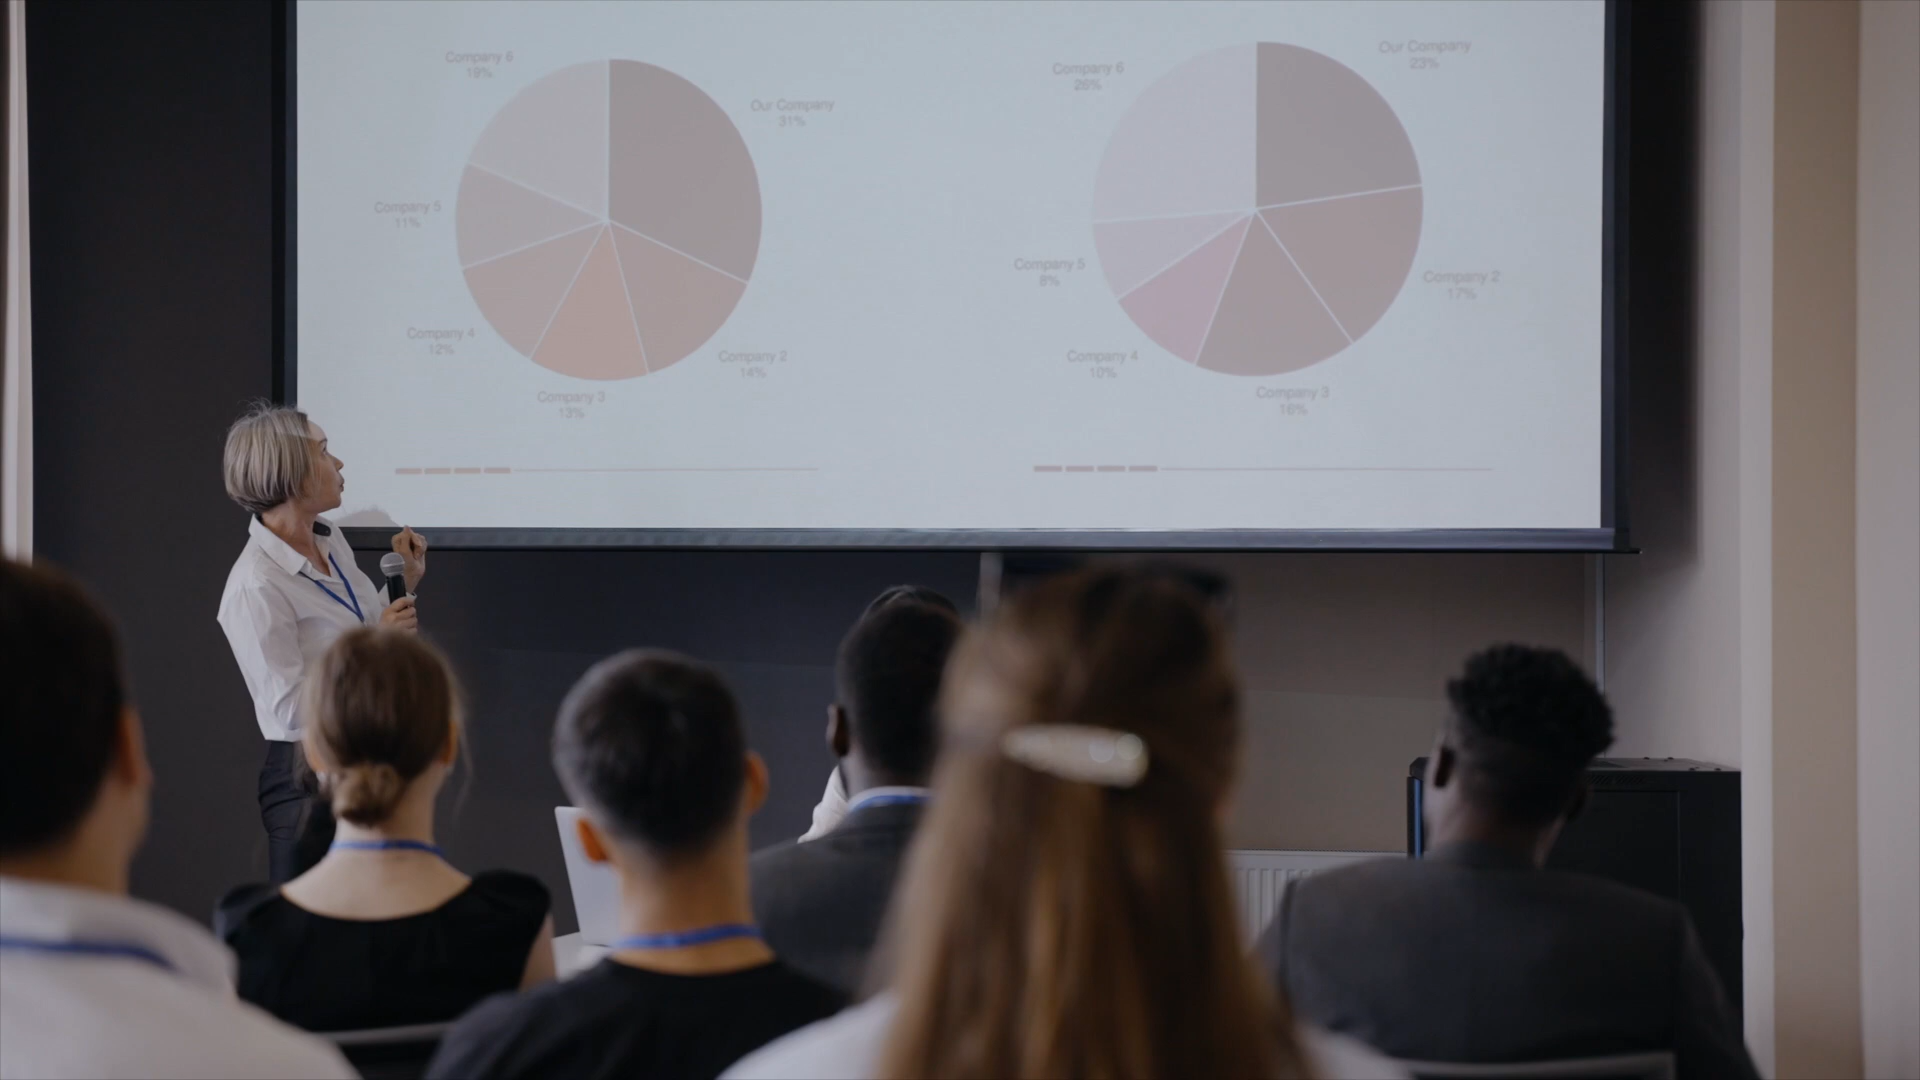 Company 6
19%
Our Company
31%
Company 5
11%
Company 4
12%
Company 2
14%
Company 3
13%
Our Company
23%
Company 6
26%
Company 5
8%
Company 2
17%
Company 4
10%
Company 3
16%